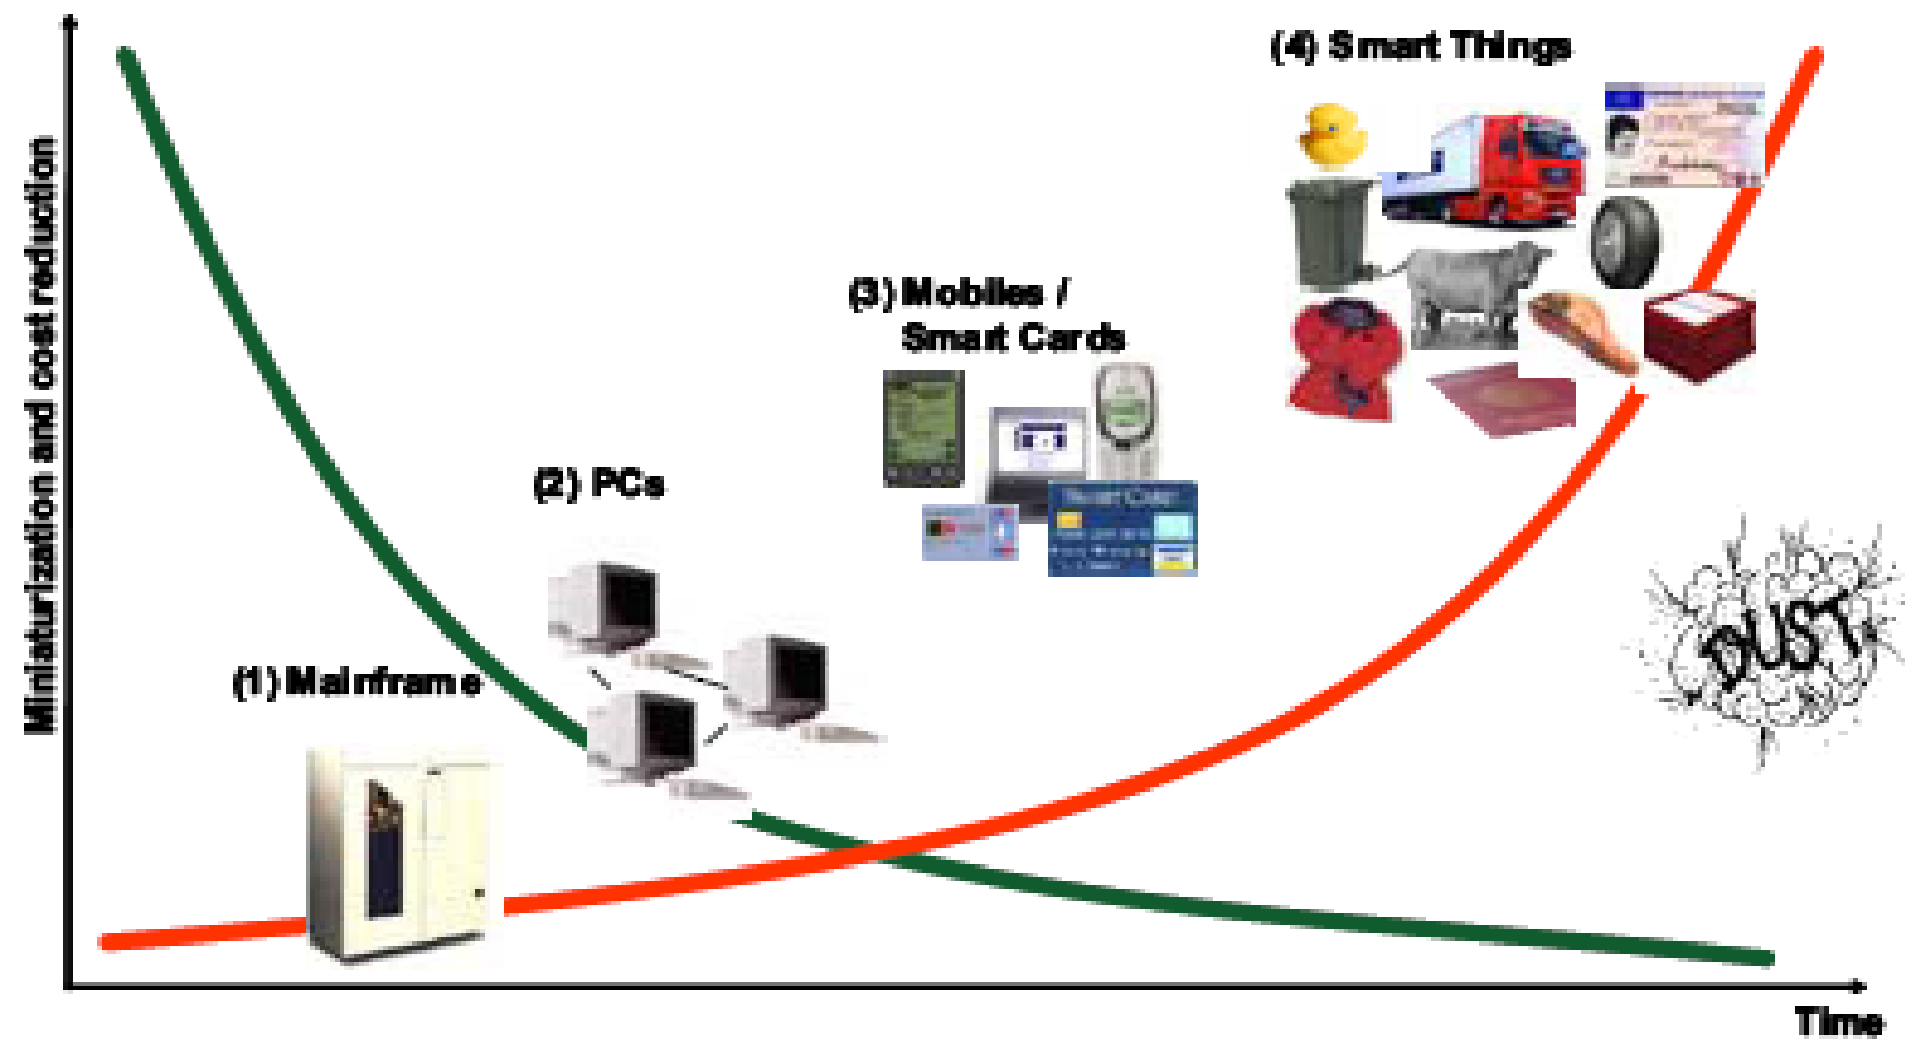 (4) Smart Things
(3) Mobiles /
Smart Cards
(2) PCs
(1) Mainframe
DUST
Miniaturization and cost reduction
Time